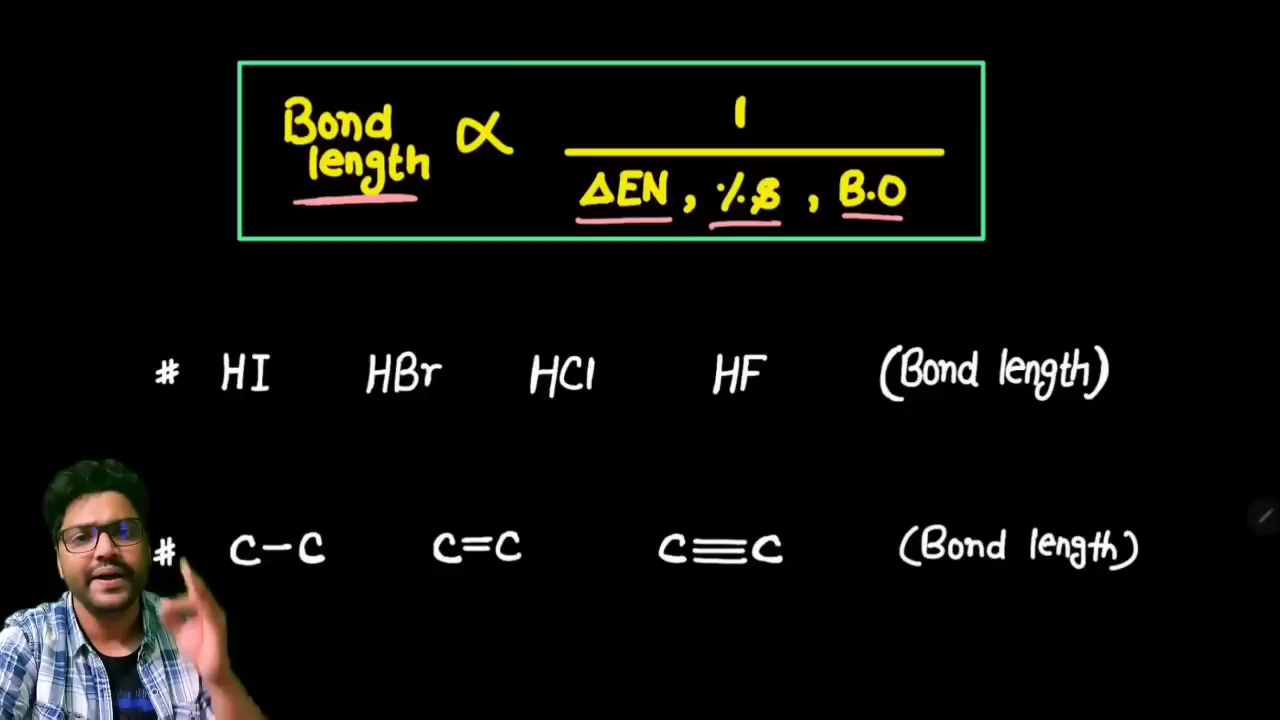 Bond length ∝ 1 / ΔEN, %s, B.O
# HI HBr HCl HF (Bond length)
# C-C C=C C≡C (Bond length)